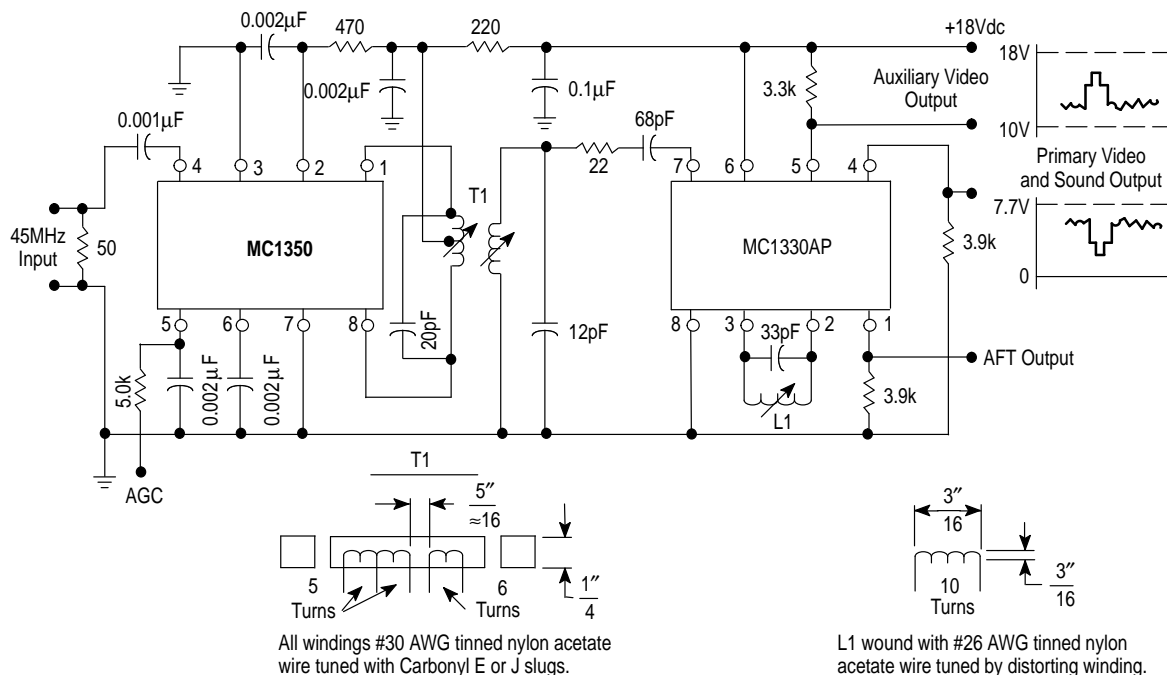 0.002μF
470
220
+18Vdc
18V
0.002μF
0.1μF
3.3k
Auxiliary Video
Output
10V
0.001μF
68pF
22
4
3
2
1
7
6
5
4
Primary Video
and Sound Output
T1
7.7V
45MHz
Input
50
MC1350
MC1330AP
3.9k
0
5
6
7
8
20pF
12pF
8
3
33pF
2
1
L1
AFT Output
5.0k
0.002μF
0.002μF
3.9k
AGC
T1
5″
≈16
5
Turns
6
Turns
1″
4
3″
16
10
Turns
3″
16
All windings #30 AWG tinned nylon acetate
wire tuned with Carbonyl E or J slugs.
L1 wound with #26 AWG tinned nylon
acetate wire tuned by distorting winding.